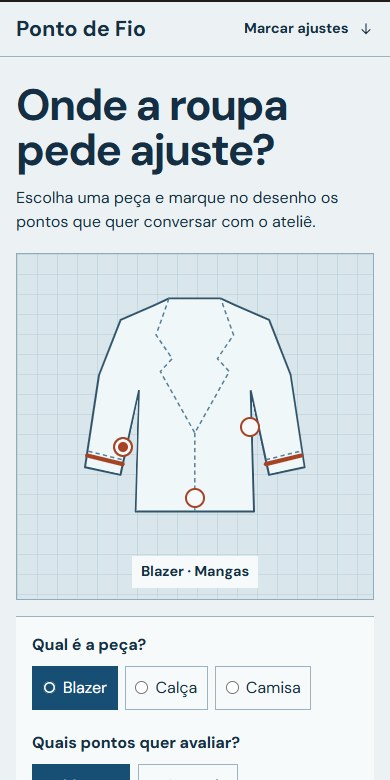 Ponto de Fio
Marcar ajustes ↓
Onde a roupa
pede ajuste?
Escolha uma peça e marque no desenho os
pontos que quer conversar com o ateliê.
Blazer · Mangas
Qual é a peça?
Blazer
Calça
Camisa
Quais pontos quer avaliar?